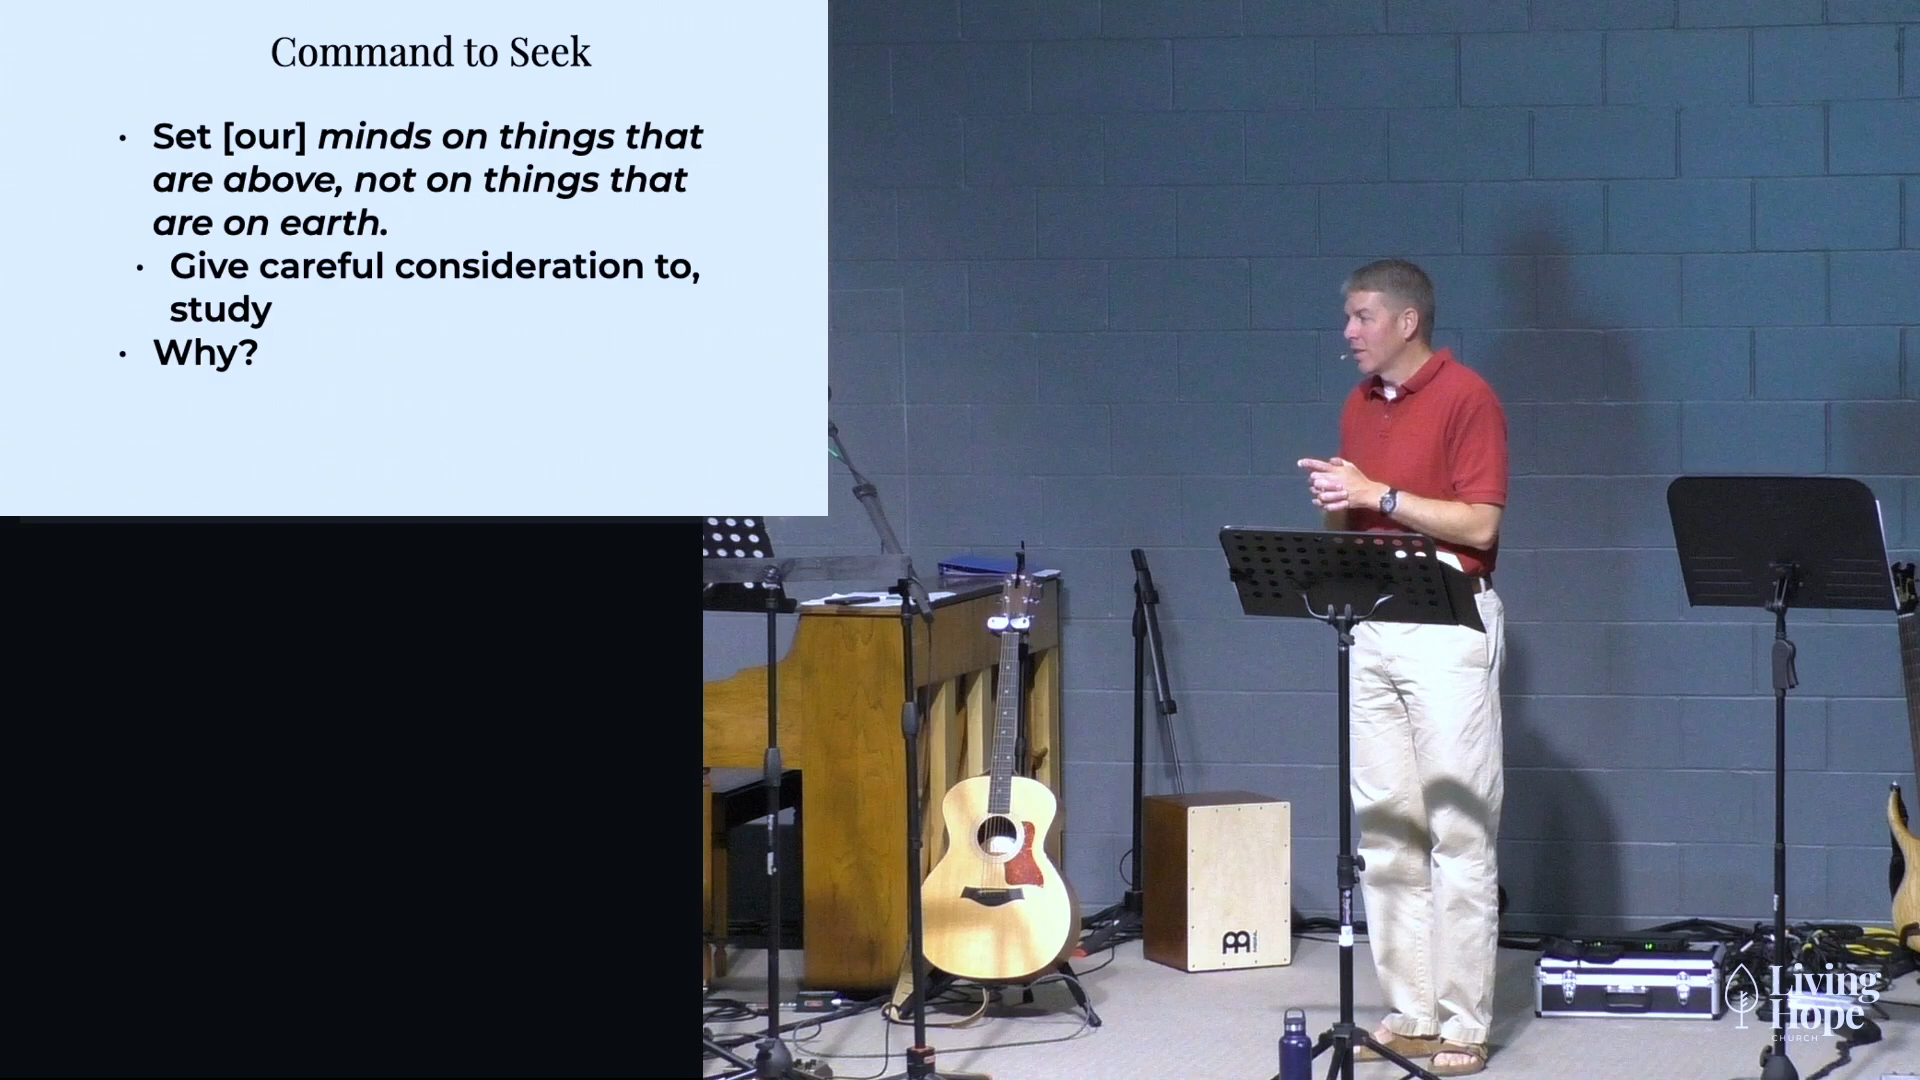 Command to Seek
• Set [our] minds on things that
are above, not on things that
are on earth.
• Give careful consideration to,
study
• Why?
Living
Hope
CHURCH